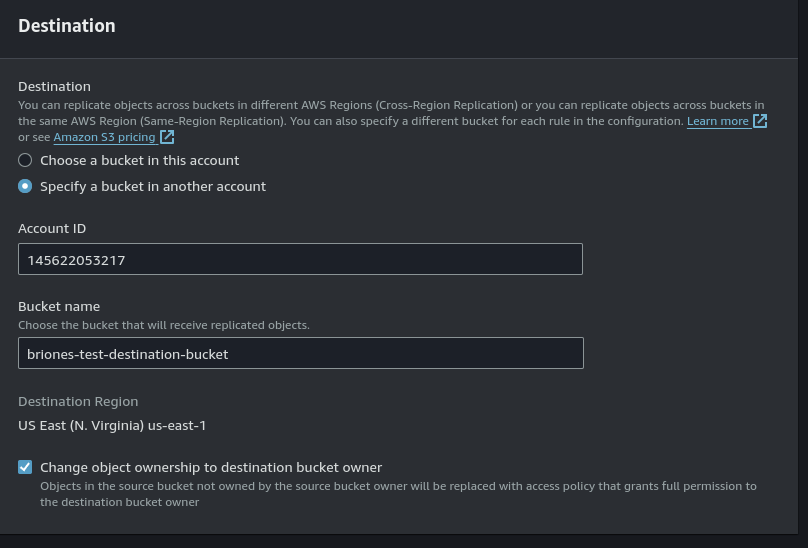 Destination
Destination
You can replicate objects across buckets in different AWS Regions (Cross-Region Replication) or you can replicate objects across buckets in
the same AWS Region (Same-Region Replication). You can also specify a different bucket for each rule in the configuration. Learn more
or see Amazon S3 pricing
Choose a bucket in this account
Specify a bucket in another account
Account ID
145622053217
Bucket name
Choose the bucket that will receive replicated objects.
briones-test-destination-bucket
Destination Region
US East (N. Virginia) us-east-1
Change object ownership to destination bucket owner
Objects in the source bucket not owned by the source bucket owner will be replaced with access policy that grants full permission to
the destination bucket owner